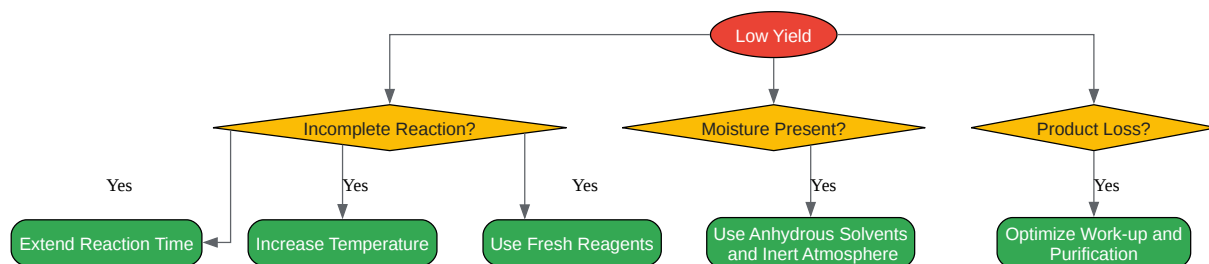 Low Yield
Incomplete Reaction?
Moisture Present?
Product Loss?
Yes
Yes
Yes
Yes
Yes
Extend Reaction Time
Increase Temperature
Use Fresh Reagents
Use Anhydrous Solvents
and Inert Atmosphere
Optimize Work-up and
Purification